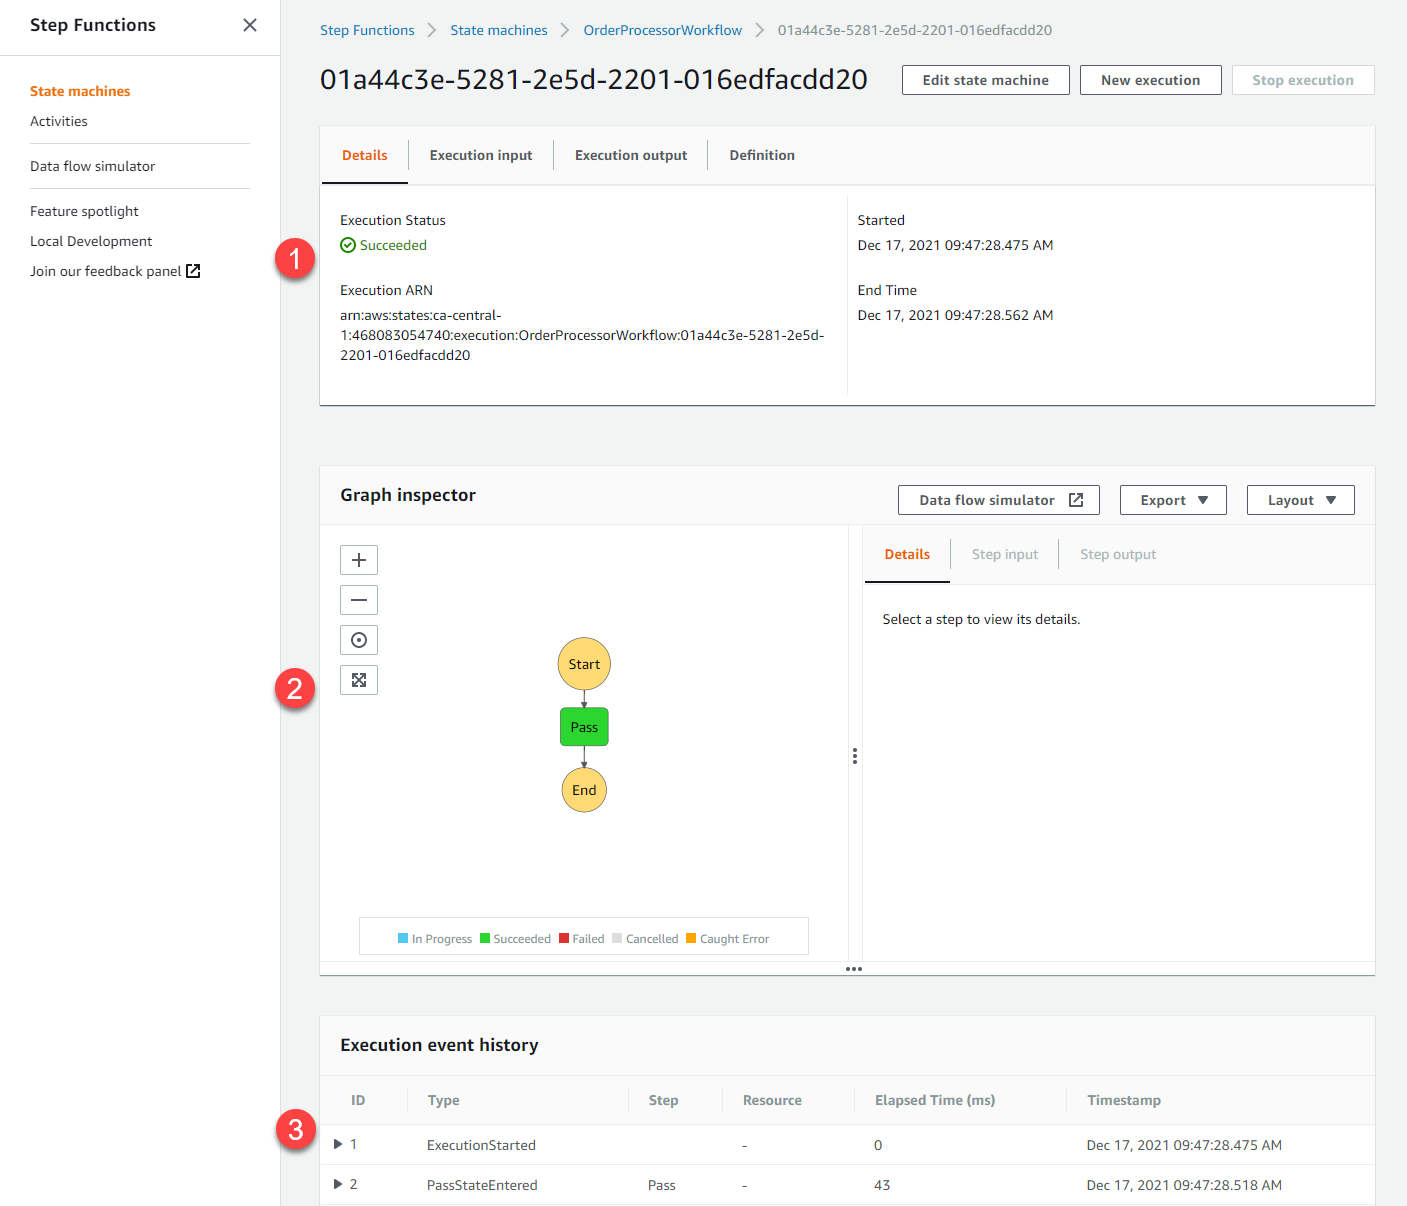 Step Functions
State machines
Activities
Data flow simulator
Feature spotlight
Local Development
Join our feedback panel
Step Functions State machines OrderProcessorWorkflow 01a44c3e-5281-2e5d-2201-016edfacdd20
01a44c3e-5281-2e5d-2201-016edfacdd20 Edit state machine New execution Stop execution
Details Execution input Execution output Definition
1
Execution Status
Succeeded
Execution ARN
arn:aws:states:ca-central-
1:468083054740:execution:OrderProcessorWorkflow:01a44c3e-5281-2e5d-
2201-016edfacdd20
Started
Dec 17, 2021 09:47:28.475 AM
End Time
Dec 17, 2021 09:47:28.562 AM
Graph inspector Data flow simulator Export Layout
2
Start
Pass
End
In Progress Succeeded Failed Cancelled Caught Error
Details Step input Step output
Select a step to view its details.
Execution event history
3
ID Type Step Resource Elapsed Time (ms) Timestamp
1 ExecutionStarted - 0 Dec 17, 2021 09:47:28.475 AM
2 PassStateEntered Pass - 43 Dec 17, 2021 09:47:28.518 AM